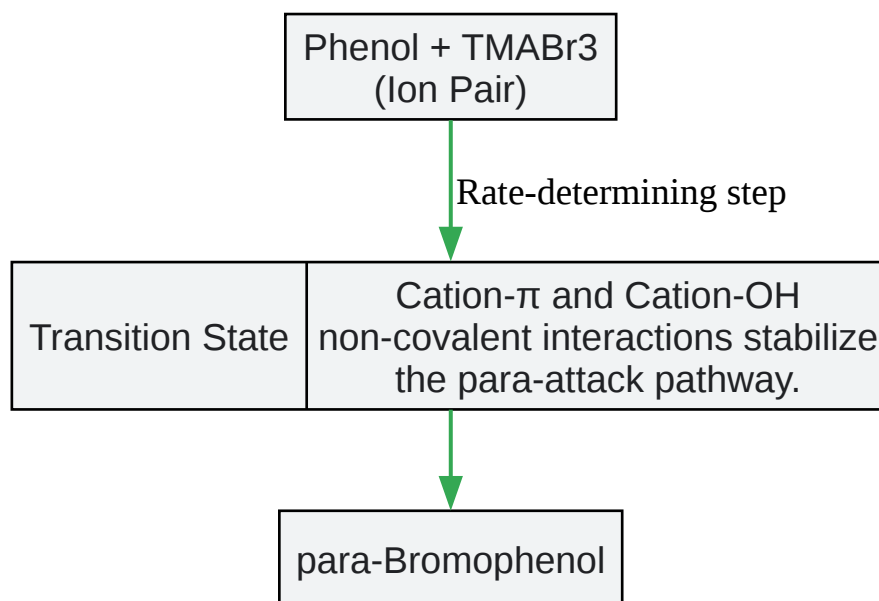 Phenol + TMABr3
(Ion Pair)
Rate-determining step
Transition State
Cation-π and Cation-OH
non-covalent interactions stabilize
the para-attack pathway.
para-Bromophenol